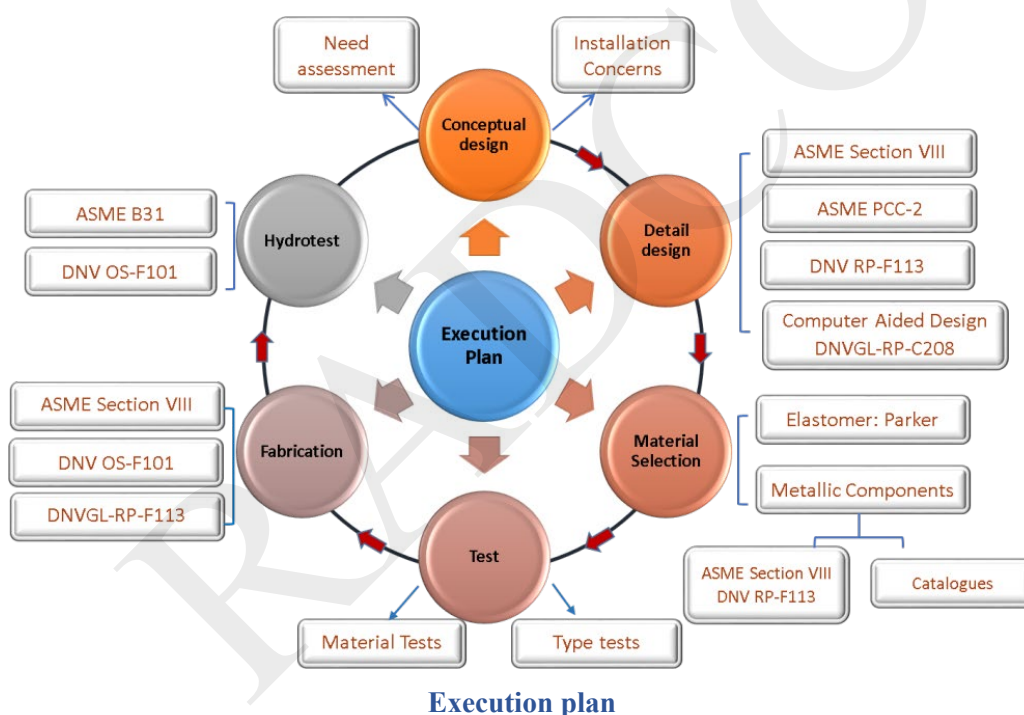 Need
assessment
Installation
Concerns
Conceptual
design
ASME Section VIII
ASME PCC-2
DNV RP-F113
Computer Aided Design
DNVGL-RP-C208
Detail
design
ASME B31
DNV OS-F101
Hydrotest
Execution
Plan
ASME Section VIII
DNV OS-F101
DNVGL-RP-F113
Fabrication
Material
Selection
Elastomer: Parker
Metallic Components
ASME Section VIII
DNV RP-F113
Catalogues
Test
Material Tests
Type tests
Execution plan